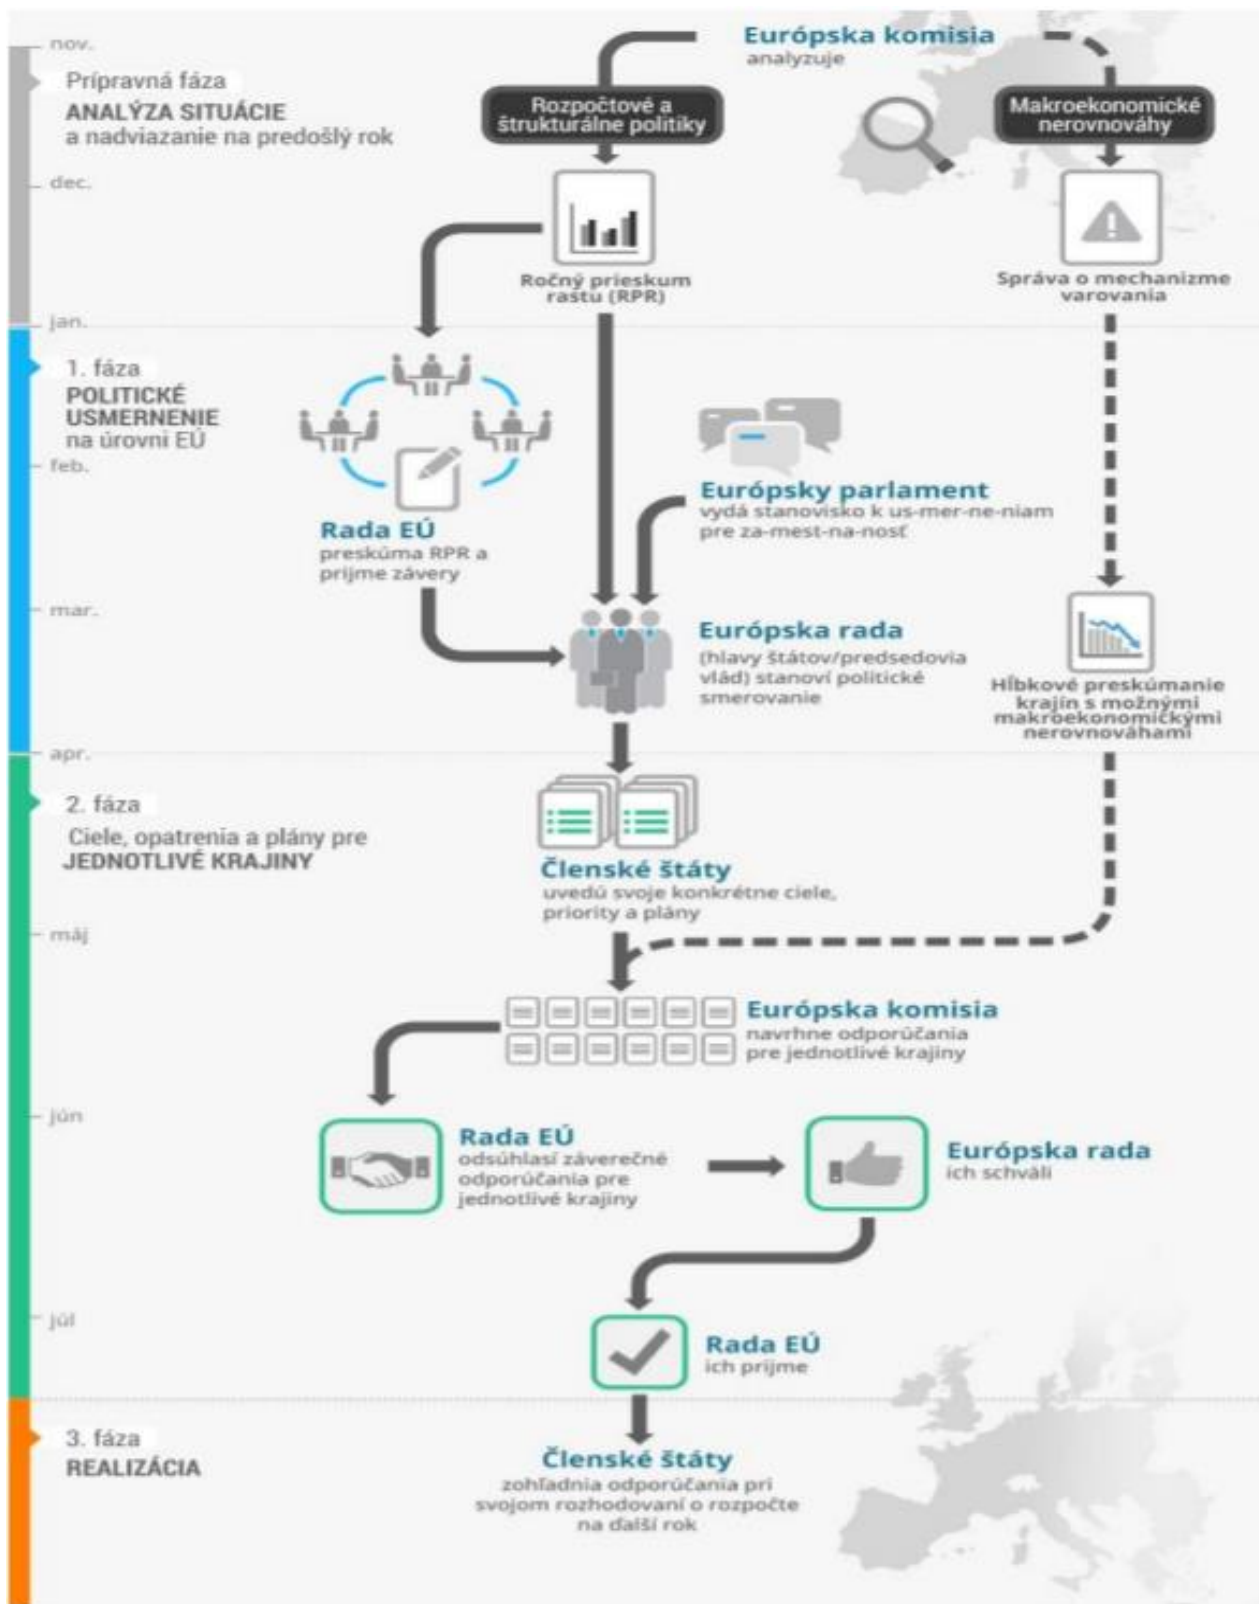 nov.
Prípravná fáza
ANALÝZA SITUÁCIE
a nadviazanie na predošlý rok
Európska komisia
analyzuje
Rozpočtové a
štrukturálne politiky
Makroekonomické
nerovnováhy
dec.
Ročný prieskum
rastu (RPR)
Správa o mechanizme
varovania
jan.
1. fáza
POLITICKÉ
USMERNENIE
na úrovni EÚ
feb.
Európsky parlament
vydá stanovisko k us-mer-ne-niam
pre za-mest-na-nosť
Rada EÚ
preskúma RPR a
prijme závery
mar.
Európska rada
(hlavy štátov/predsedovia
vlád) stanoví politické
smerovanie
Hĺbkové preskúmanie
krajín s možnými
makroekonomičkými
nerovnováhami
apr.
2. fáza
Ciele, opatrenia a plány pre
JEDNOTLIVÉ KRAJINY
Členské štáty
uvedú svoje konkrétne ciele,
priority a plány
máj
Európska komisia
navrhne odporúčania
pre jednotlivé krajiny
jún
Rada EÚ
odsúhlasí záverečné
odporúčania pre
jednotlivé krajiny
Európska rada
ich schváli
júl
Rada EÚ
ich prijme
3. fáza
REALIZÁCIA
Členské štáty
zohľadnia odporúčania pri
svojom rozhodovaní o rozpočte
na ďalší rok